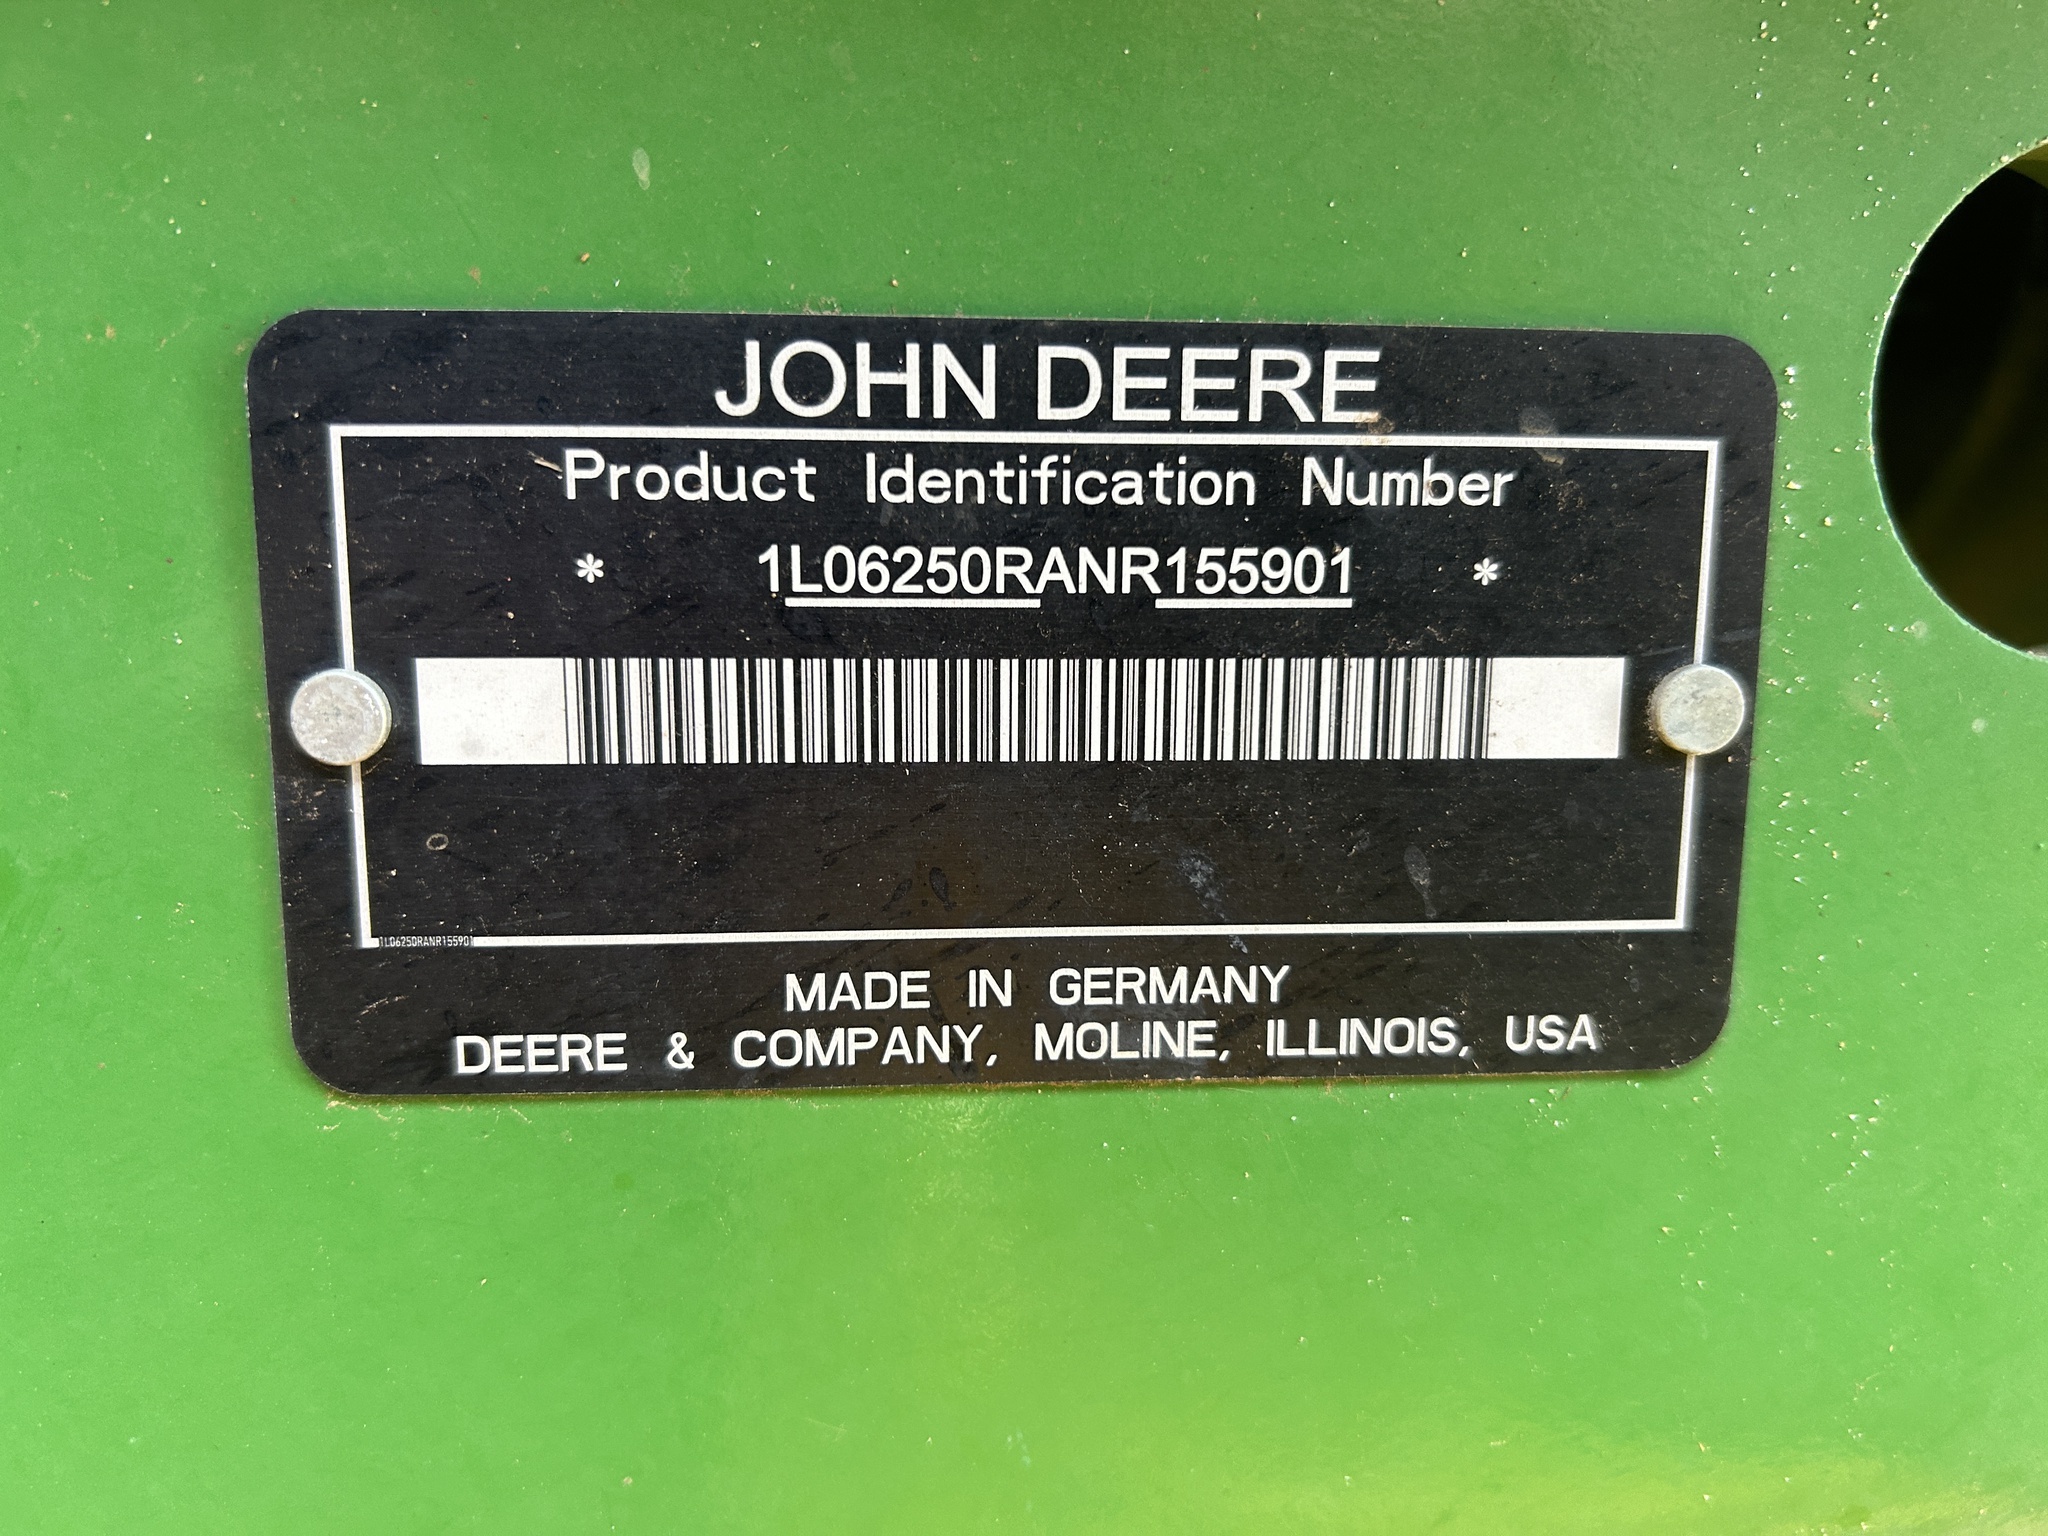 JOHN DEERE
Product Identification Number
* 1L06250RANR155901 *
1L06250RANR155901
MADE IN GERMANY
DEERE & COMPANY, MOLINE, ILLINOIS, USA